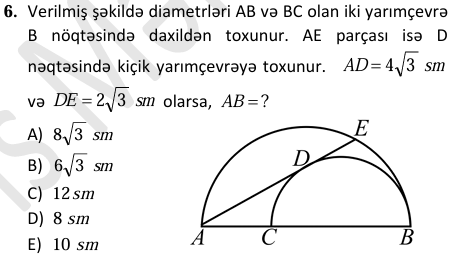 6. Verilmiş şəkildə diametrləri AB və BC olan iki yarımçevrə
B nöqtəsində daxildən toxunur. AE parçası isə D
nəqtəsində kiçik yarımçevrəyə toxunur. AD=4√3 sm
və DE=2√3 sm olarsa, AB=?
A) 8√3 sm
B) 6√3 sm
C) 12 sm
D) 8 sm
E) 10 sm
E
D
A C B